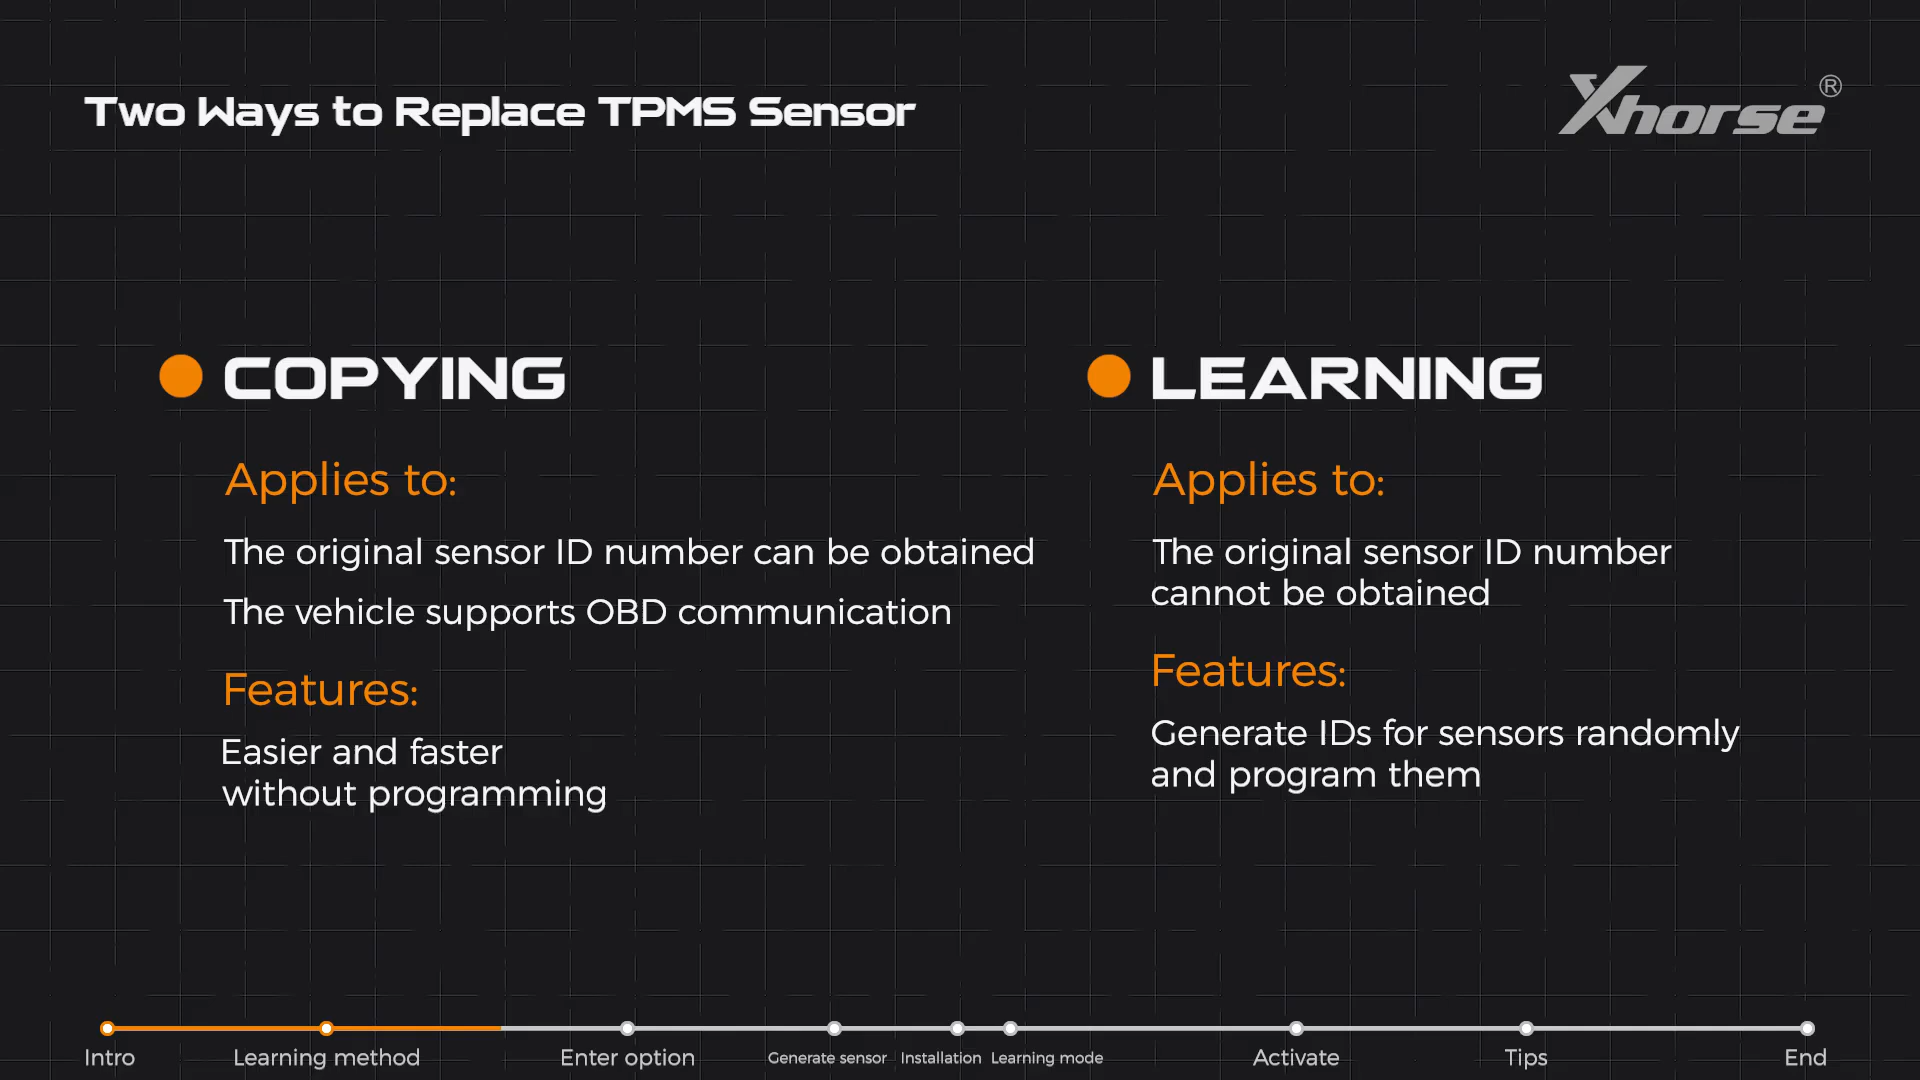 Two Ways to Replace TPMS Sensor
Xhorse®
COPYING
Applies to:
The original sensor ID number can be obtained
The vehicle supports OBD communication
Features:
Easier and faster
without programming
LEARNING
Applies to:
The original sensor ID number
cannot be obtained
Features:
Generate IDs for sensors randomly
and program them
Intro
Learning method
Enter option
Generate sensor
Installation
Learning mode
Activate
Tips
End